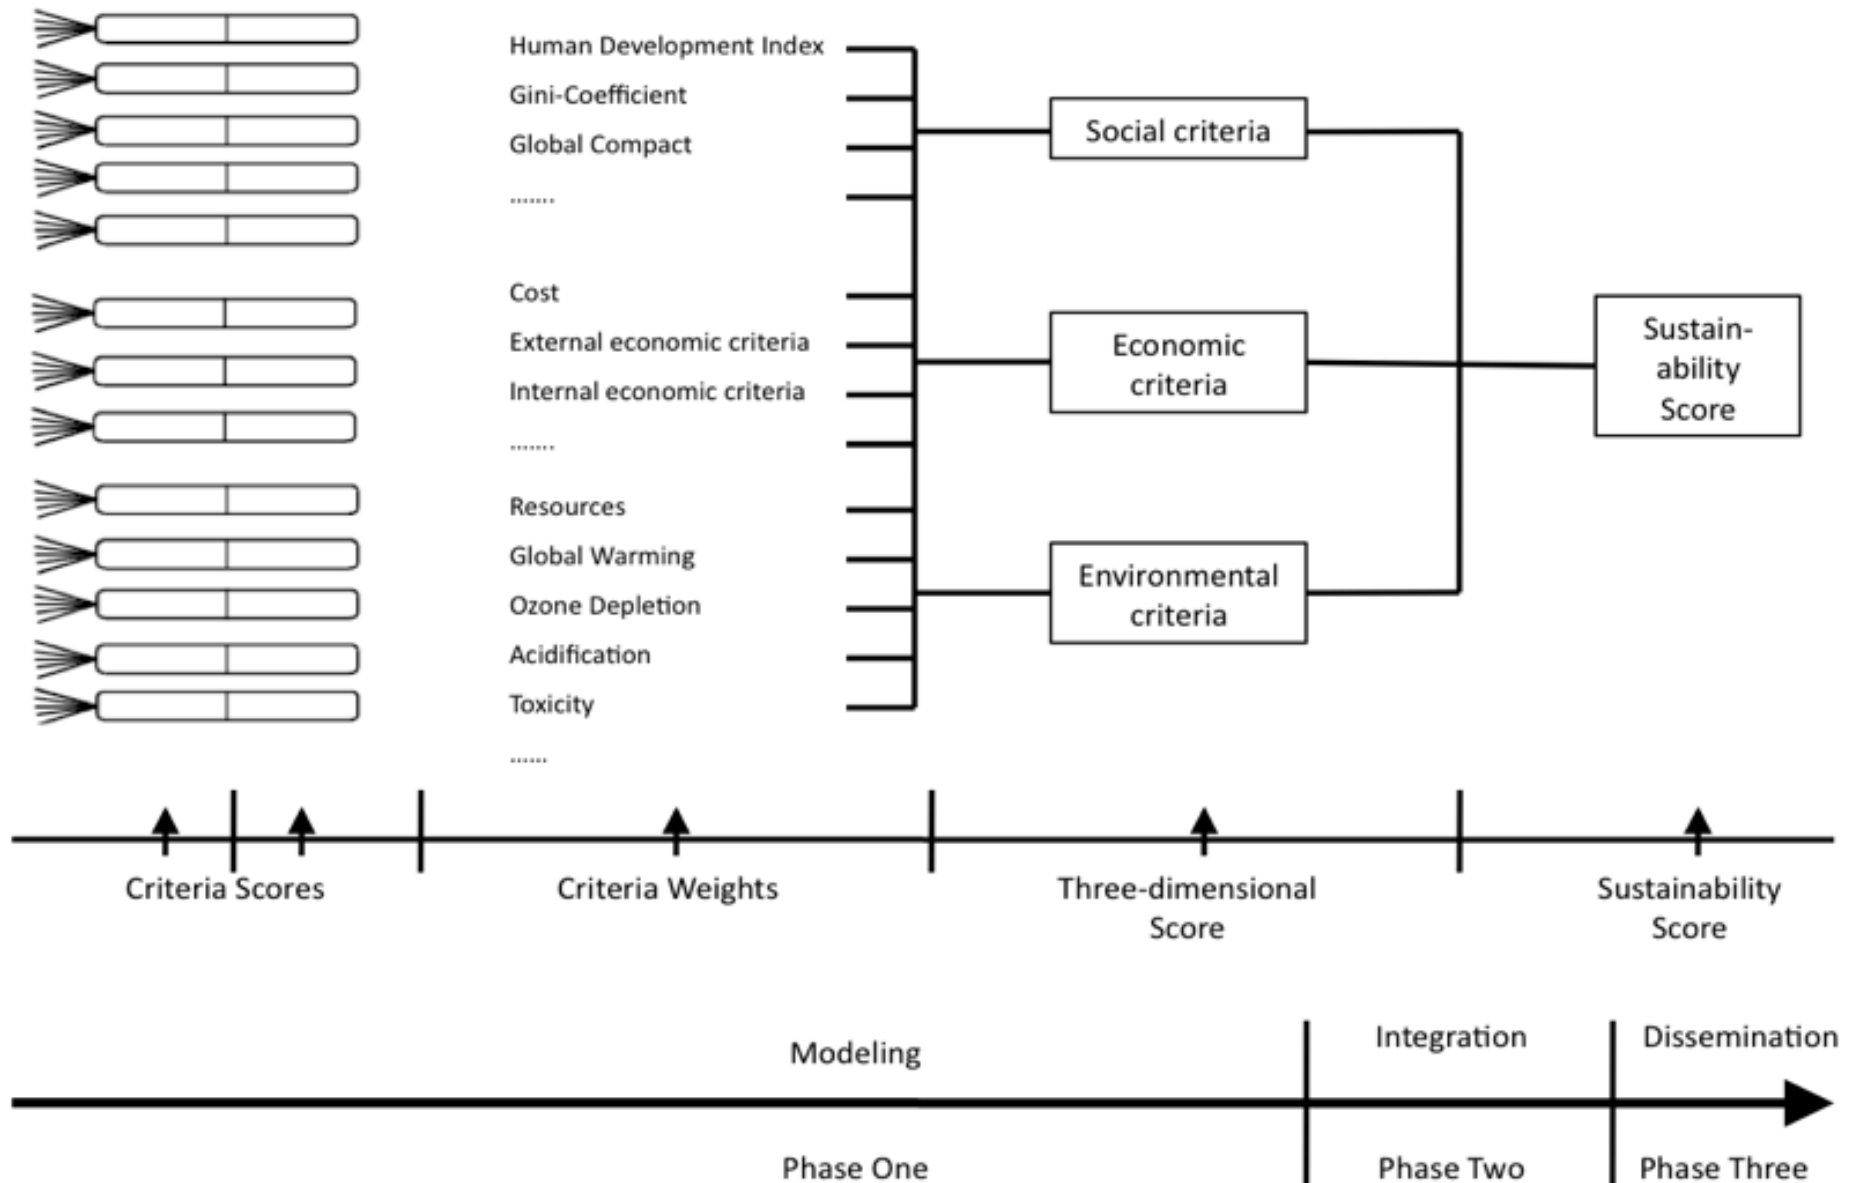 Human Development Index
Gini-Coefficient
Global Compact
.......
Cost
External economic criteria
Internal economic criteria
.......
Resources
Global Warming
Ozone Depletion
Acidification
Toxicity
......
Social criteria
Economic
criteria
Environmental
criteria
Sustain-
ability
Score
Criteria Scores
Criteria Weights
Three-dimensional
Score
Sustainability
Score
Modeling
Integration
Dissemination
Phase One
Phase Two
Phase Three